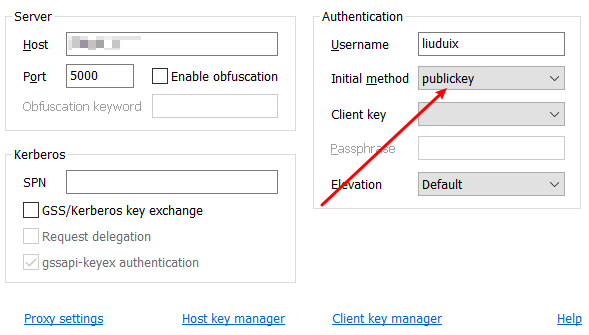 Server
Host
Port 5000 Enable obfuscation
Obfuscation keyword
Kerberos
SPN
GSS/Kerberos key exchange
Request delegation
gssapi-keyex authentication
Authentication
Username liuduix
Initial method publickey
Client key
Passphrase
Elevation Default
Proxy settings Host key manager Client key manager Help